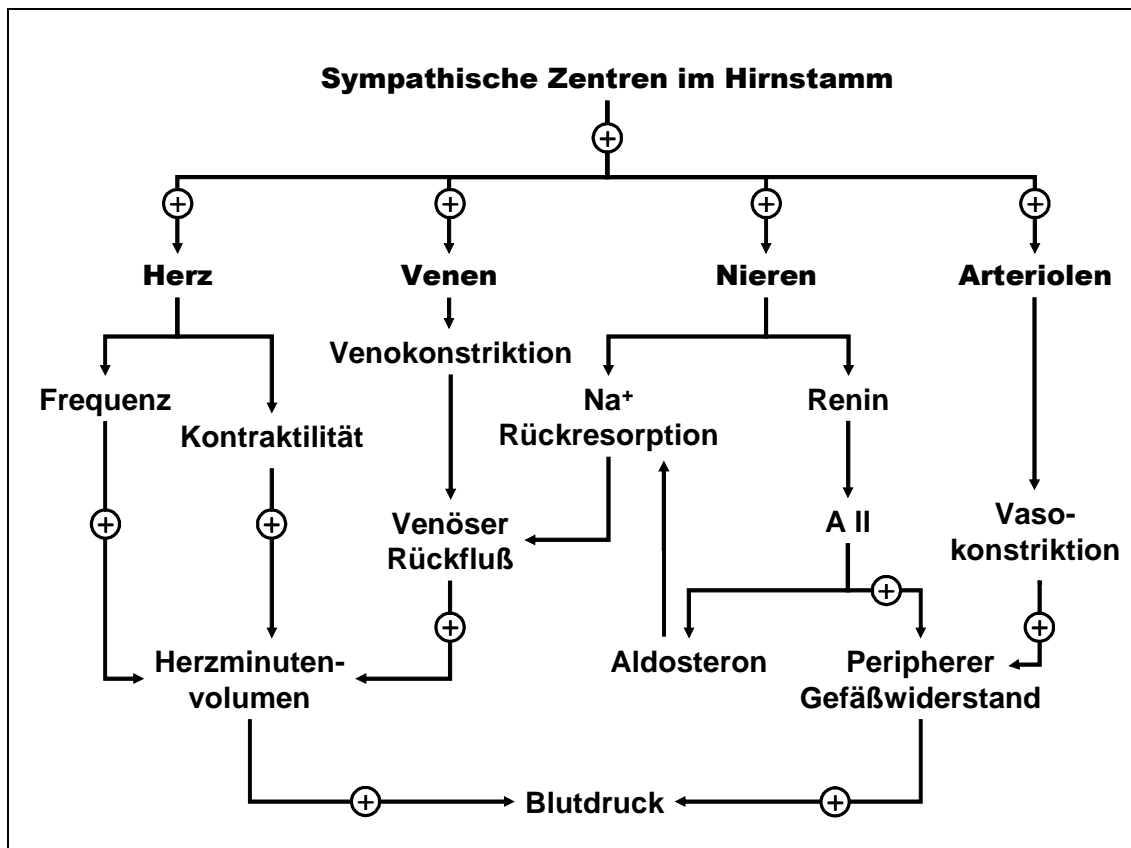 Sympathische Zentren im Hirnstamm
+
+ + + +
Herz Venen Nieren Arteriolen
Venokonstriktion
Frequenz
Kontraktilität
Na+
Rückresorption
Renin
+ +
Venöser
Rückfluß
A II
Vaso-
konstriktion
+
+
+
Herzminuten-
volumen
Aldosteron
Peripherer
Gefäßwiderstand
+ Blutdruck +